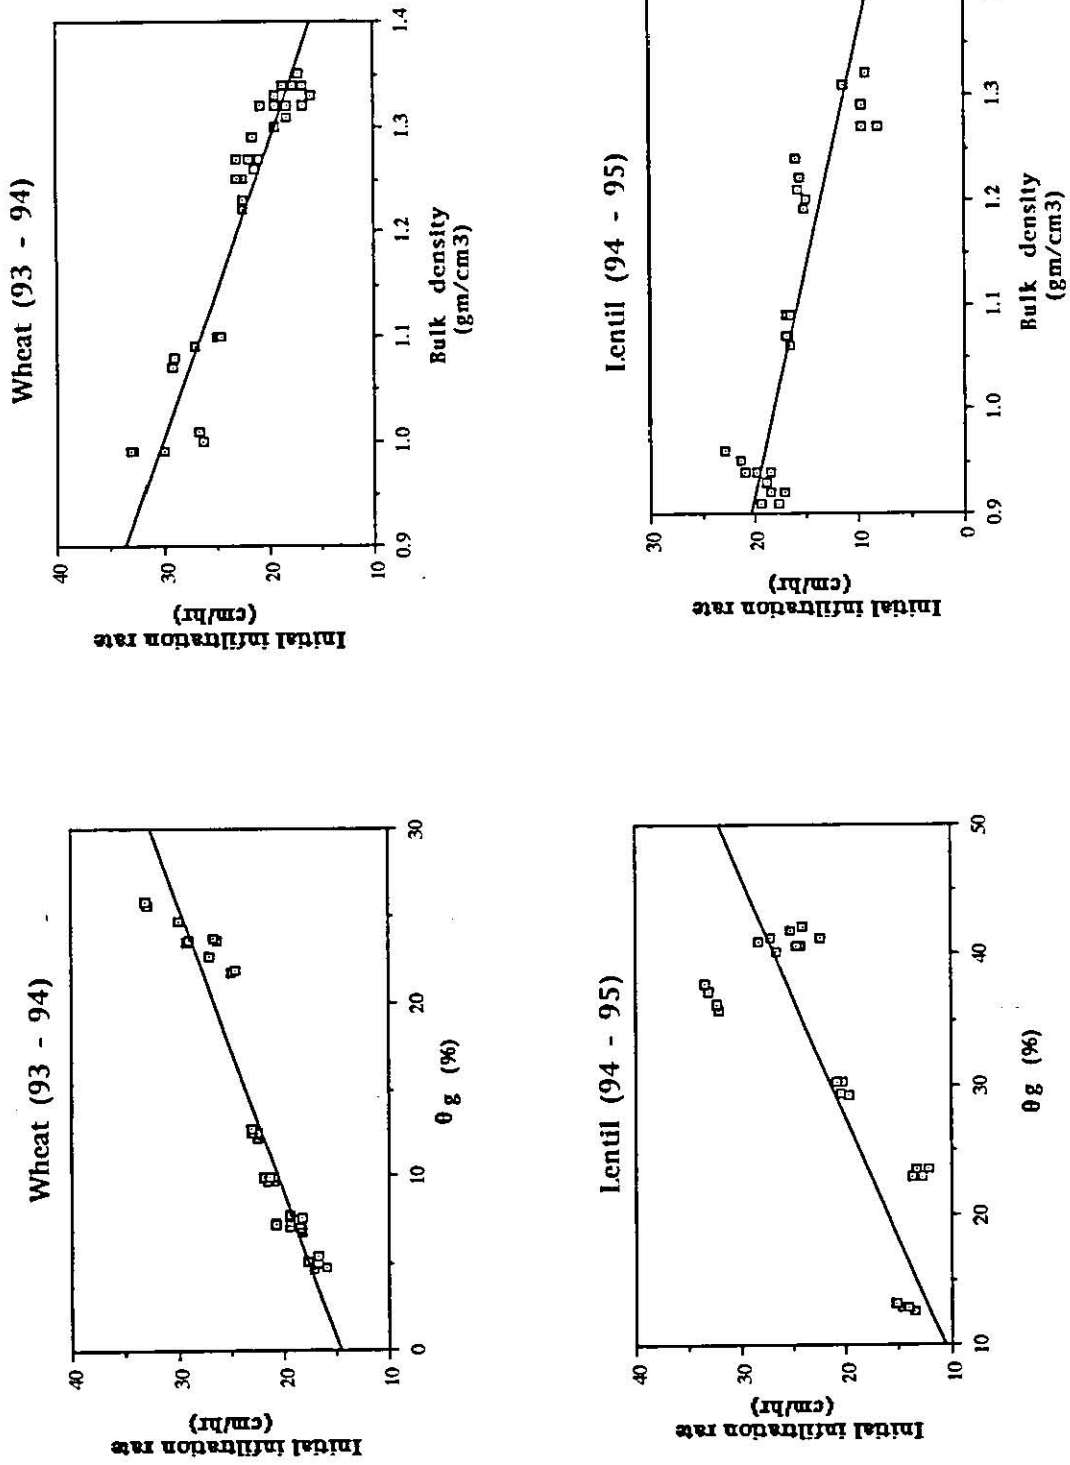 Wheat (93 - 94)
Initial infiltration rate
(cm/hr)
40
30
20
10
0
10
20
30
θg (%)
Wheat (93 - 94)
Initial infiltration rate
(cm/hr)
40
30
20
10
0.9
1.0
1.1
1.2
1.3
1.4
Bulk density
(gm/cm3)
Lentil (94 - 95)
Initial infiltration rate
(cm/hr)
40
30
20
10
10
20
30
40
50
θg (%)
Lentil (94 - 95)
Initial infiltration rate
(cm/hr)
30
20
10
0
0.9
1.0
1.1
1.2
1.3
Bulk density
(gm/cm3)